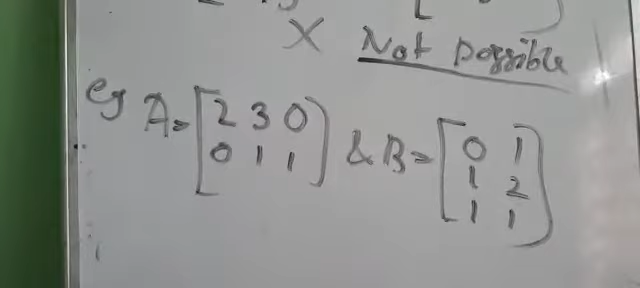 X Not Possible
eg A = [2 3 0
0 1 1] & B = [0 1
1 2
1 1]